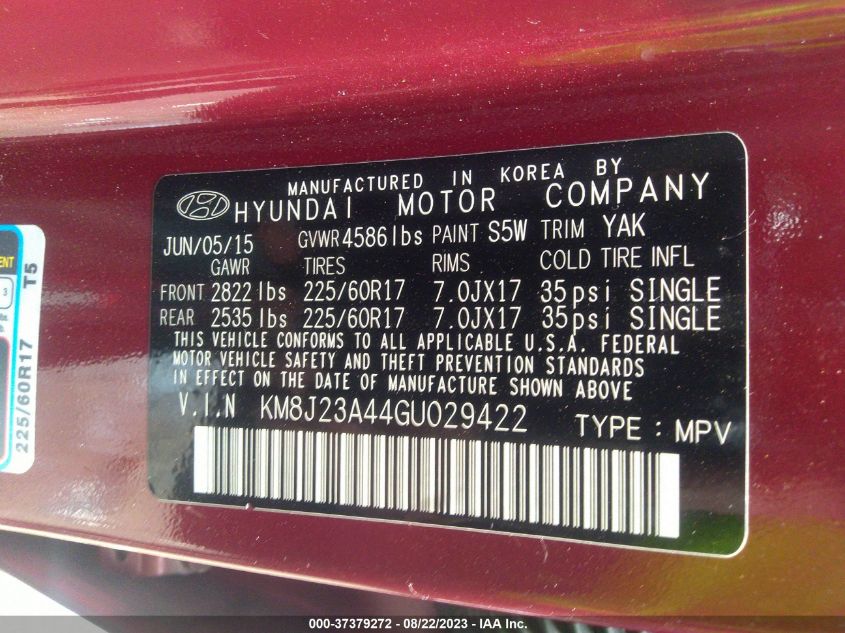 MANUFACTURED IN KOREA BY
HYUNDAI MOTOR COMPANY
JUN/05/15 GVWR 4586 lbs PAINT S5W TRIM YAK
GAWR TIRES RIMS COLD TIRE INFL
FRONT 2822 lbs 225/60R17 7.0JX17 35 psi SINGLE
REAR 2535 lbs 225/60R17 7.0JX17 35 psi SINGLE
THIS VEHICLE CONFORMS TO ALL APPLICABLE U.S.A. FEDERAL
MOTOR VEHICLE SAFETY AND THEFT PREVENTION STANDARDS
IN EFFECT ON THE DATE OF MANUFACTURE SHOWN ABOVE
V.I.N KM8J23A44GU029422 TYPE : MPV
3
T5
225/60R17
000-37379272 - 08/22/2023 - IAA Inc.